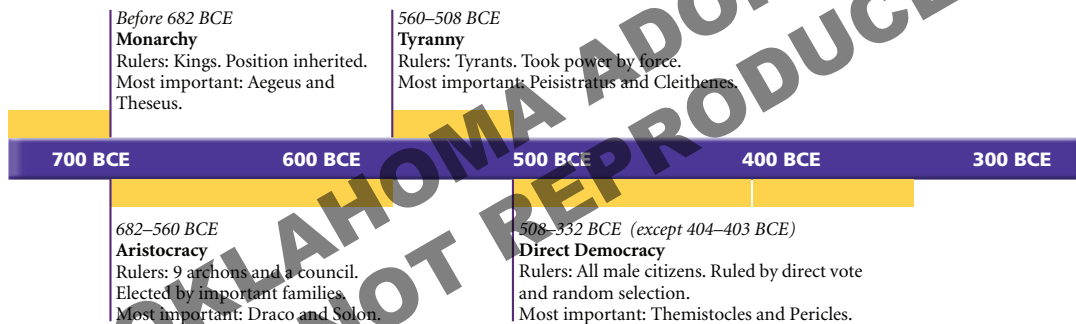 Before 682 BCE
Monarchy
Rulers: Kings. Position inherited.
Most important: Aegeus and
Theseus.
560–508 BCE
Tyranny
Rulers: Tyrants. Took power by force.
Most important: Peisistratus and Cleithenes.
700 BCE
600 BCE
500 BCE
400 BCE
300 BCE
682–560 BCE
Aristocracy
Rulers: 9 archons and a council.
Elected by important families.
Most important: Draco and Solon.
508–332 BCE (except 404–403 BCE)
Direct Democracy
Rulers: All male citizens. Ruled by direct vote
and random selection.
Most important: Themistocles and Pericles.
OKLAHOMA
NOT REPRODUCE